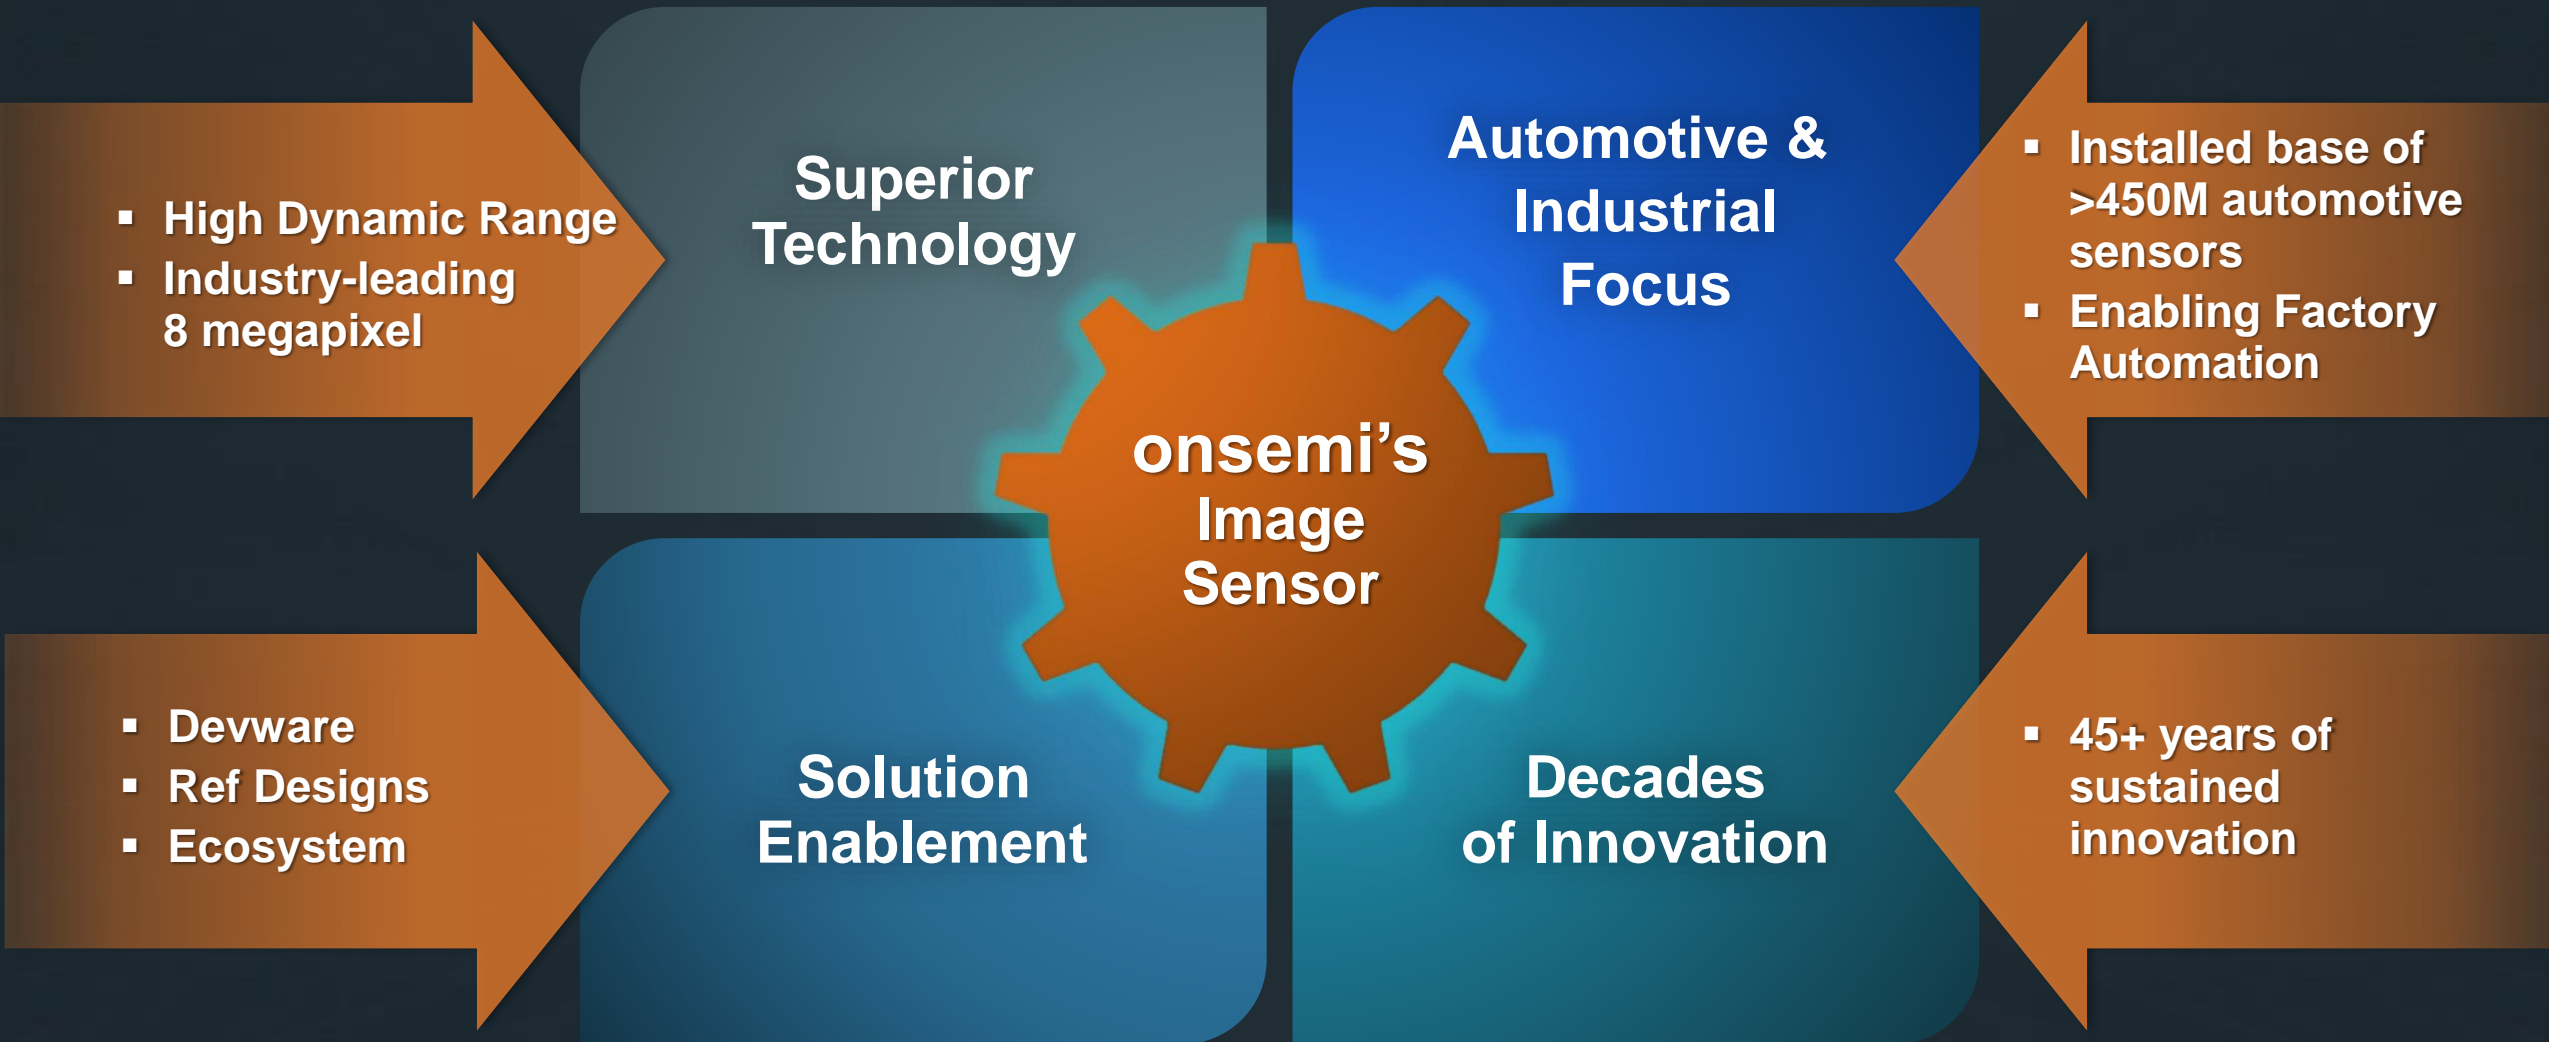 ▪ High Dynamic Range
▪ Industry-leading
8 megapixel
Superior
Technology
Automotive &
Industrial
Focus
▪ Installed base of
>450M automotive
sensors
▪ Enabling Factory
Automation
onsemi’s
Image
Sensor
▪ Devware
▪ Ref Designs
▪ Ecosystem
Solution
Enablement
Decades
of Innovation
▪ 45+ years of
sustained
innovation